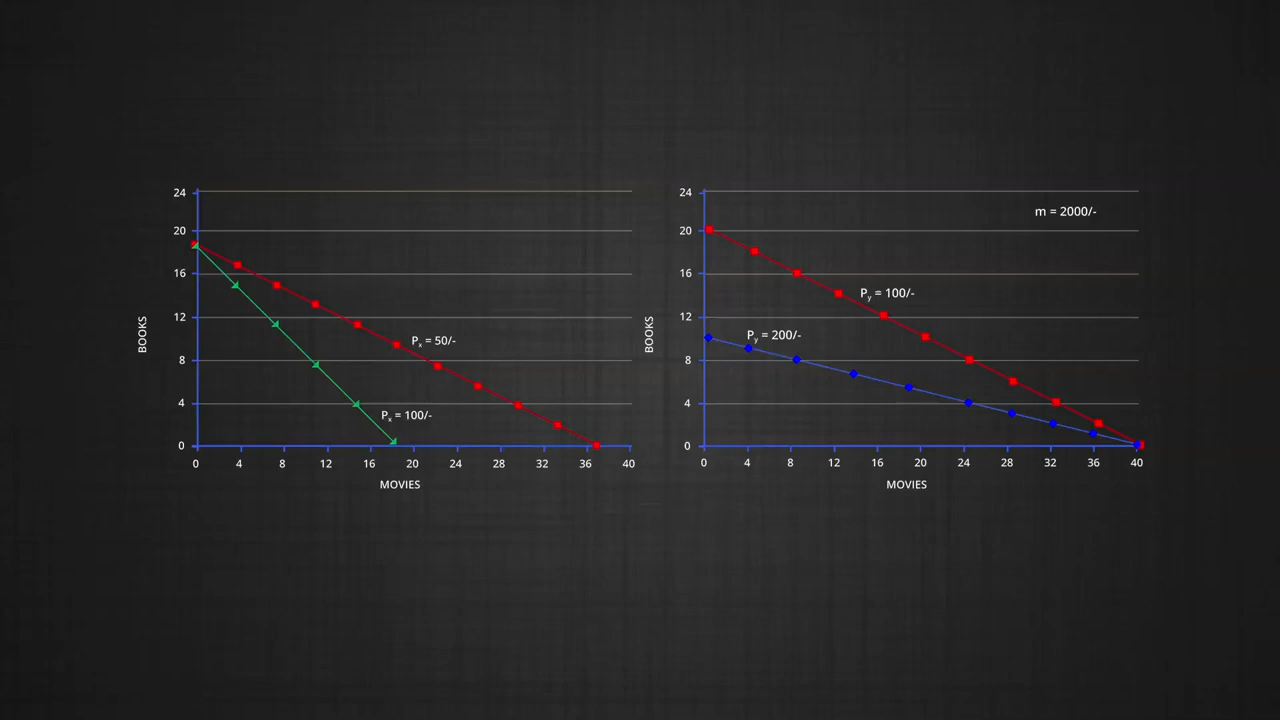 24
20
16
12
8
4
0
BOOKS
Px = 50/-
Px = 100/-
0 4 8 12 16 20 24 28 32 36 40
MOVIES
24
20
16
12
8
4
0
BOOKS
m = 2000/-
Py = 100/-
Py = 200/-
0 4 8 12 16 20 24 28 32 36 40
MOVIES